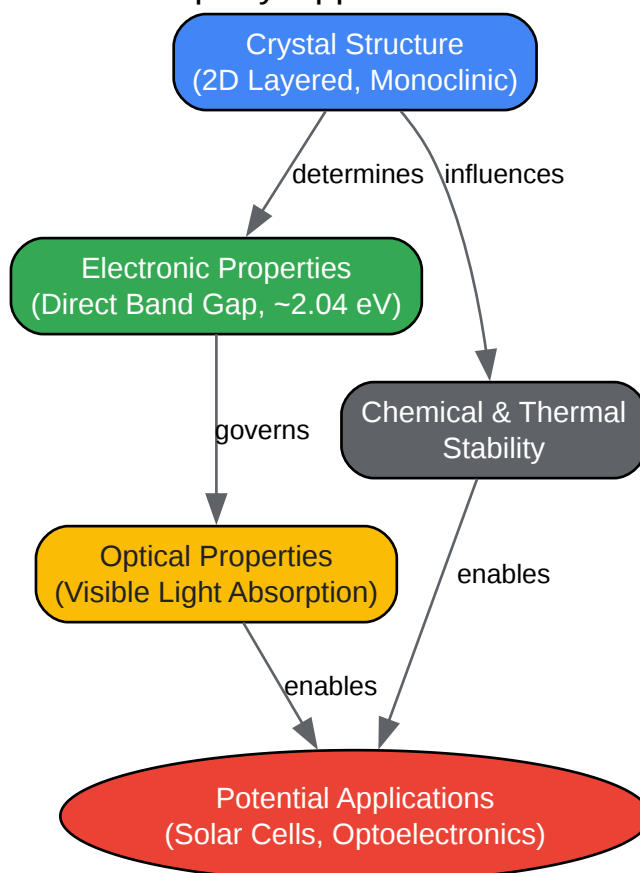 Crystal Structure
(2D Layered, Monoclinic)
determines
influences
Electronic Properties
(Direct Band Gap, ~2.04 eV)
Chemical & Thermal
Stability
governs
Optical Properties
(Visible Light Absorption)
enables
enables
Potential Applications
(Solar Cells, Optoelectronics)